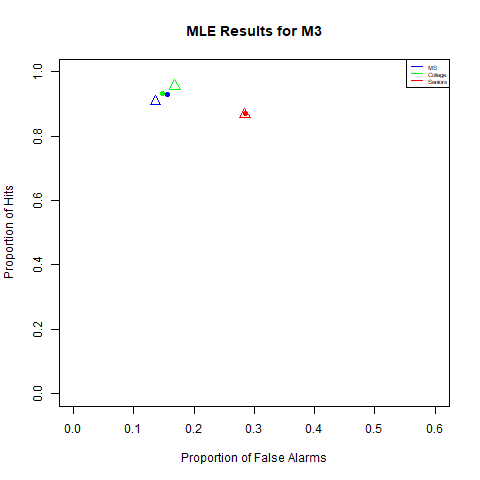 MLE Results for M3
MS
College
Seniors
Proportion of Hits
1.0
0.8
0.6
0.4
0.2
0.0
0.0 0.1 0.2 0.3 0.4 0.5 0.6
Proportion of False Alarms